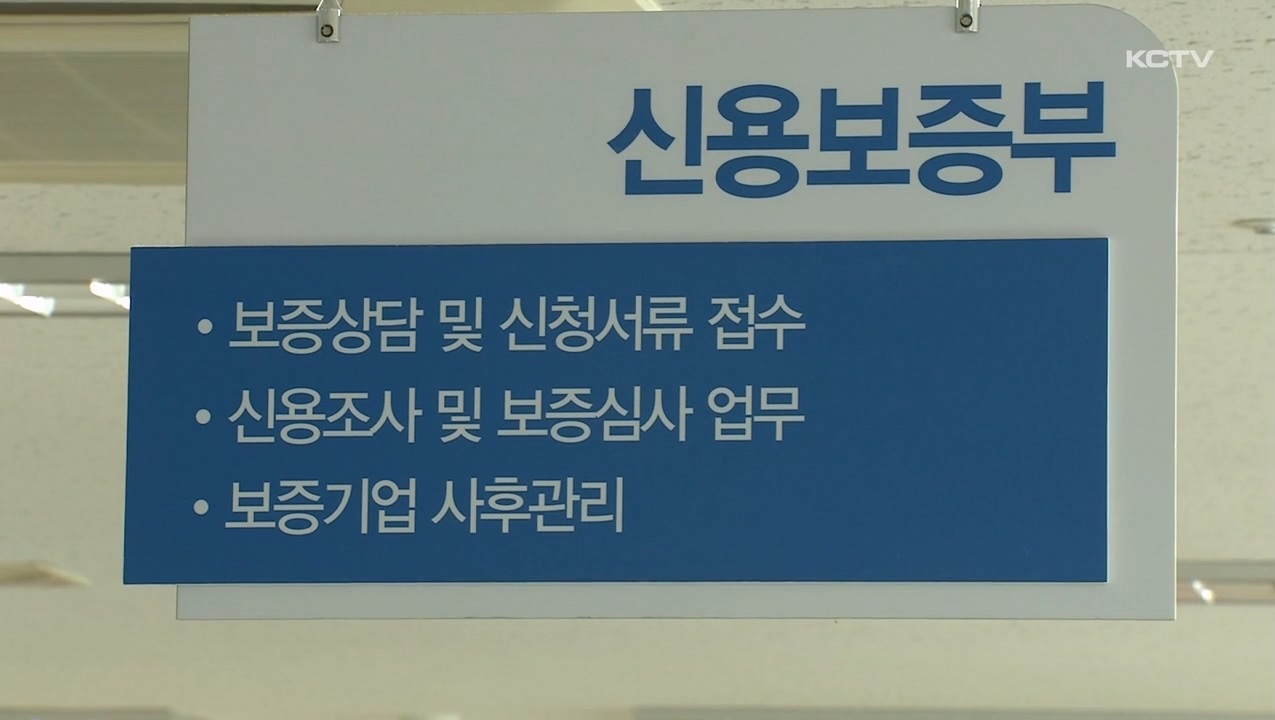 KCTV
신용보증부
• 보증상담 및 신청서류 접수
• 신용조사 및 보증심사 업무
• 보증기업 사후관리